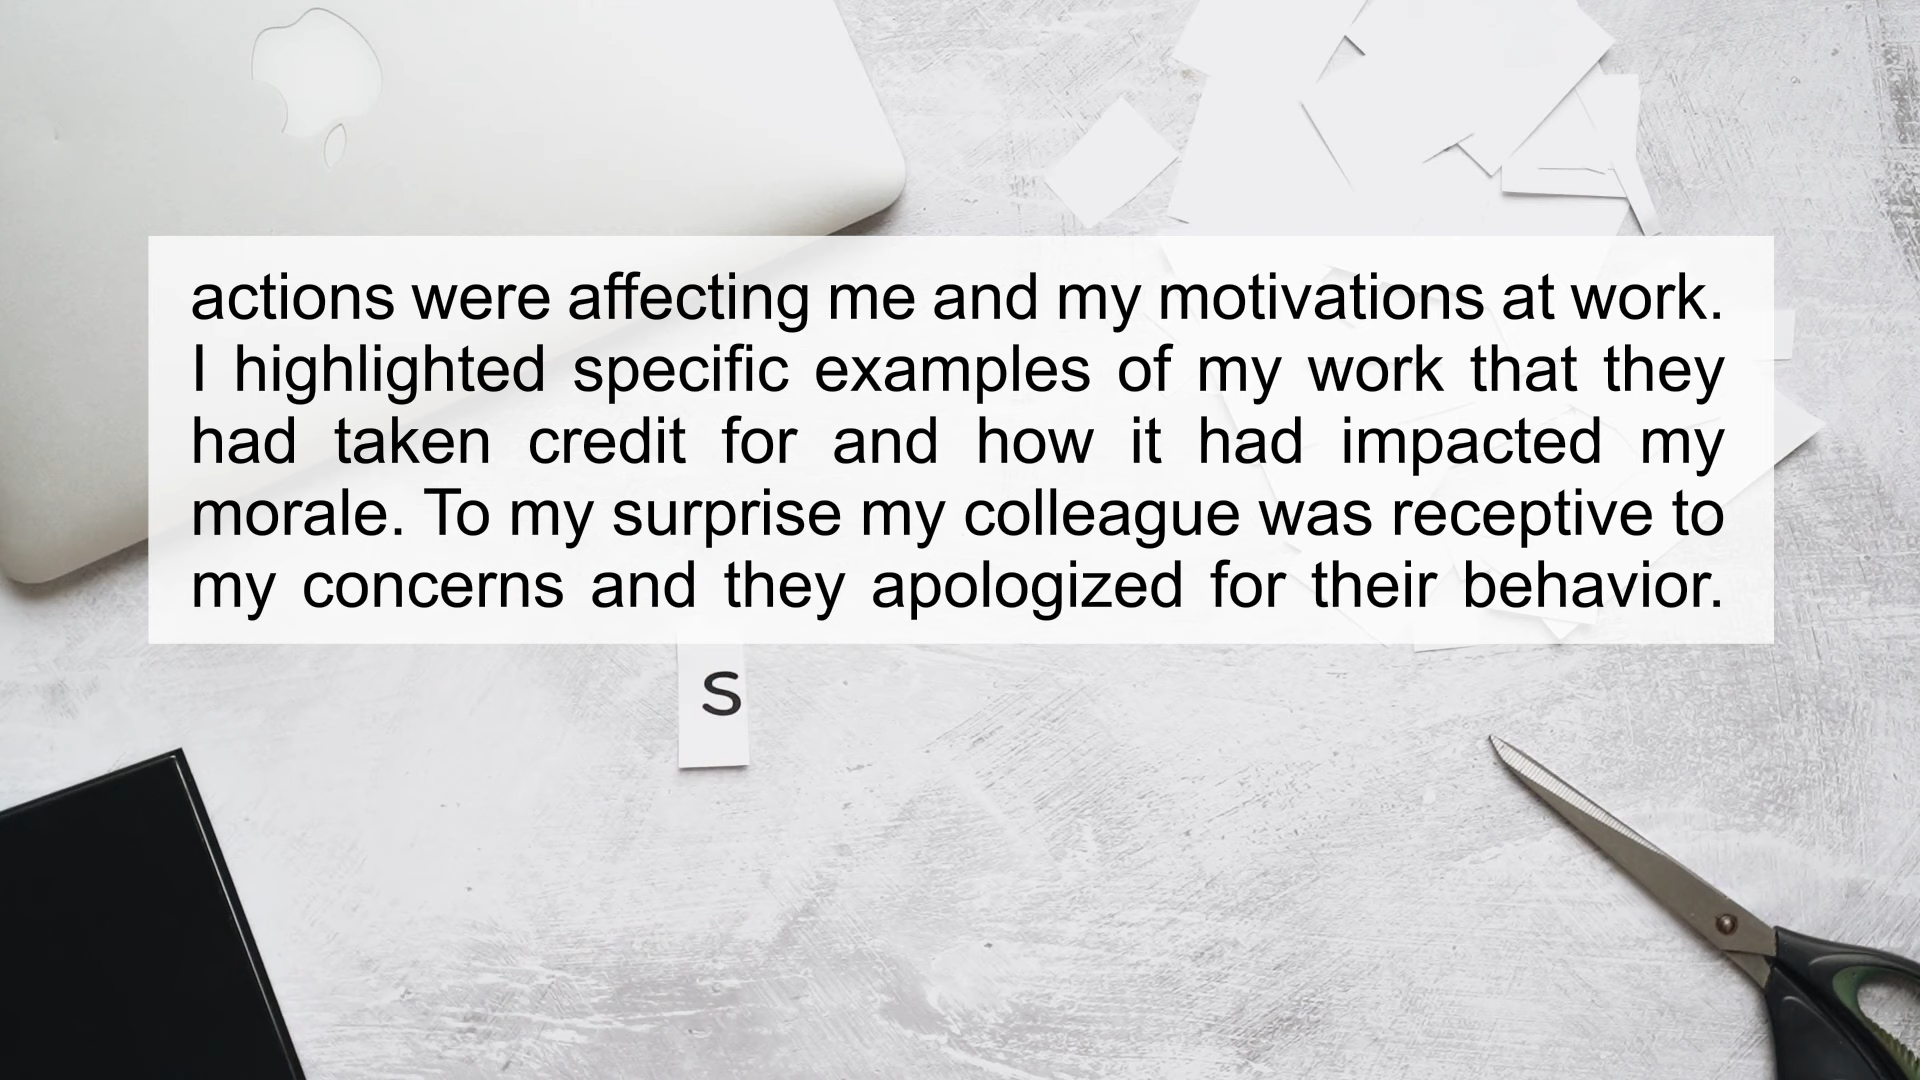 actions were affecting me and my motivations at work.
I highlighted specific examples of my work that they
had taken credit for and how it had impacted my
morale. To my surprise my colleague was receptive to
my concerns and they apologized for their behavior.
S